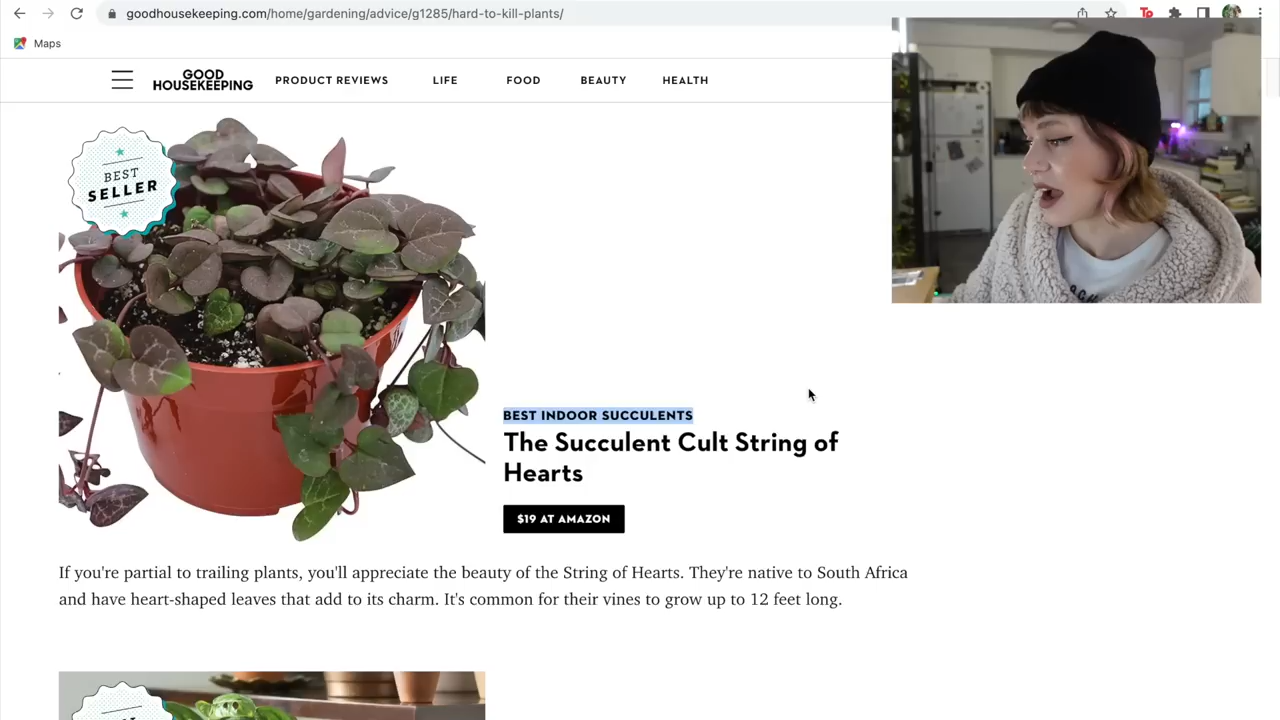 goodhousekeeping.com/home/gardening/advice/g1285/hard-to-kill-plants/
Maps
GOOD HOUSEKEEPING
PRODUCT REVIEWS
LIFE
FOOD
BEAUTY
HEALTH
BEST
SELLER
BEST INDOOR SUCCULENTS
The Succulent Cult String of
Hearts
$19 AT AMAZON
If you're partial to trailing plants, you'll appreciate the beauty of the String of Hearts. They're native to South Africa
and have heart-shaped leaves that add to its charm. It's common for their vines to grow up to 12 feet long.